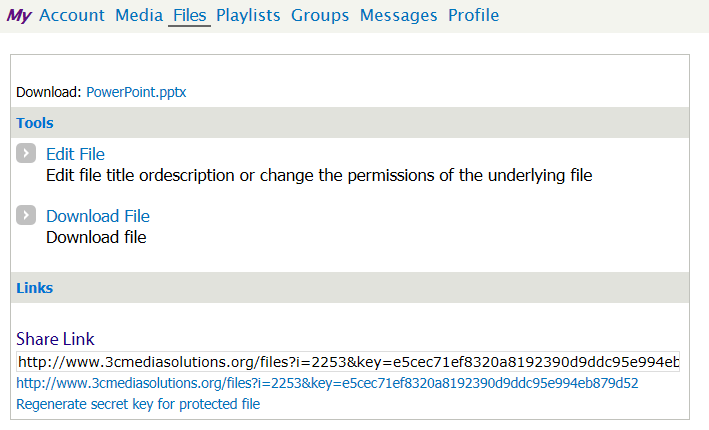 My Account Media Files Playlists Groups Messages Profile
Download: PowerPoint.pptx
Tools
Edit File
Edit file title ordescription or change the permissions of the underlying file
Download File
Download file
Links
Share Link
http://www.3cmediasolutions.org/files?i=2253&key=e5cec71ef8320a8192390d9ddc95e994eb
http://www.3cmediasolutions.org/files?i=2253&key=e5cec71ef8320a8192390d9ddc95e994eb879d52
Regenerate secret key for protected file